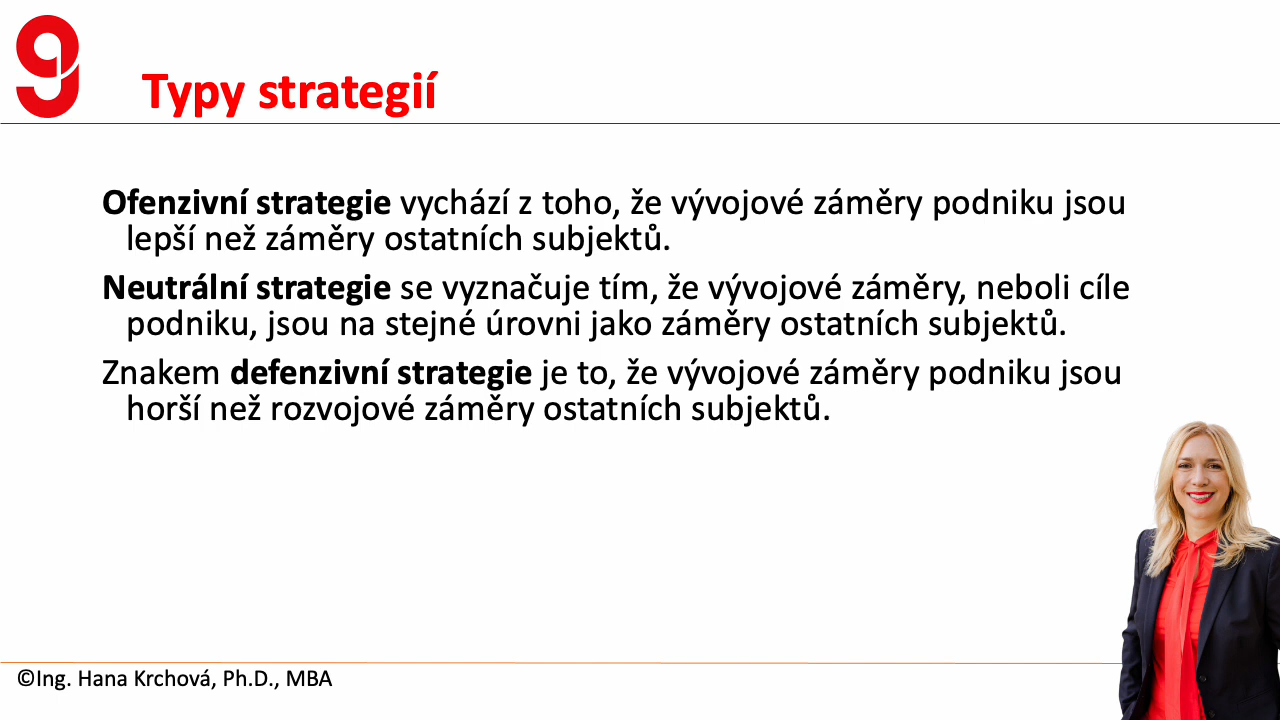 Typy strategií
Ofenzivní strategie vychází z toho, že vývojové záměry podniku jsou
lepší než záměry ostatních subjektů.
Neutrální strategie se vyznačuje tím, že vývojové záměry, neboli cíle
podniku, jsou na stejné úrovni jako záměry ostatních subjektů.
Znakem defenzivní strategie je to, že vývojové záměry podniku jsou
horší než rozvojové záměry ostatních subjektů.
©Ing. Hana Krchová, Ph.D., MBA